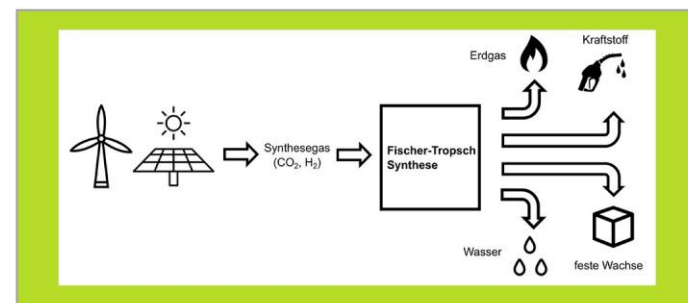 Erdgas
Kraftstoff
Synthesegas
(CO₂, H₂)
Fischer-Tropsch
Synthese
Wasser
feste Wachse